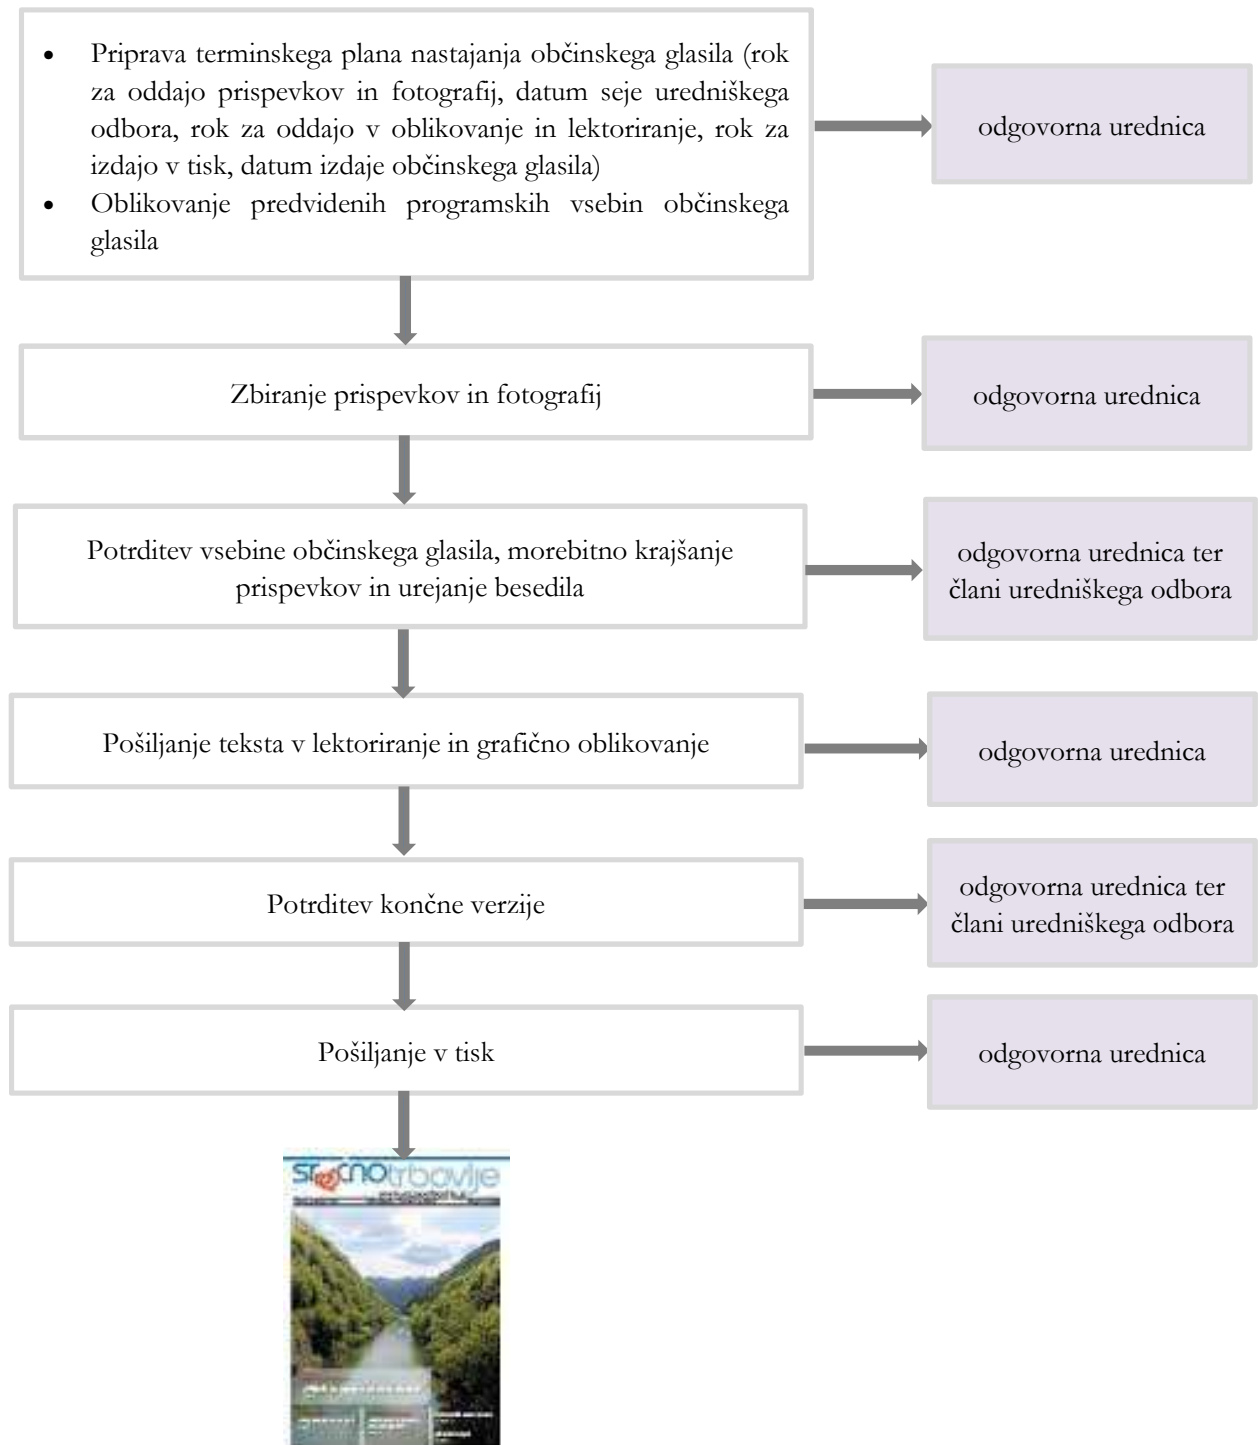 • Priprava terminskega plana nastajanja občinskega glasila (rok
za oddajo prispevkov in fotografij, datum seje uredniškega
odbora, rok za oddajo v oblikovanje in lektoriranje, rok za
izdajo v tisk, datum izdaje občinskega glasila)
• Oblikovanje predvidenih programskih vsebin občinskega
glasila
odgovorna urednica
Zbiranje prispevkov in fotografij
odgovorna urednica
Potrditev vsebine občinskega glasila, morebitno krajšanje
prispevkov in urejanje besedila
odgovorna urednica ter
člani uredniškega odbora
Pošiljanje teksta v lektoriranje in grafično oblikovanje
odgovorna urednica
Potrditev končne verzije
odgovorna urednica ter
člani uredniškega odbora
Pošiljanje v tisk
odgovorna urednica
trbovlje